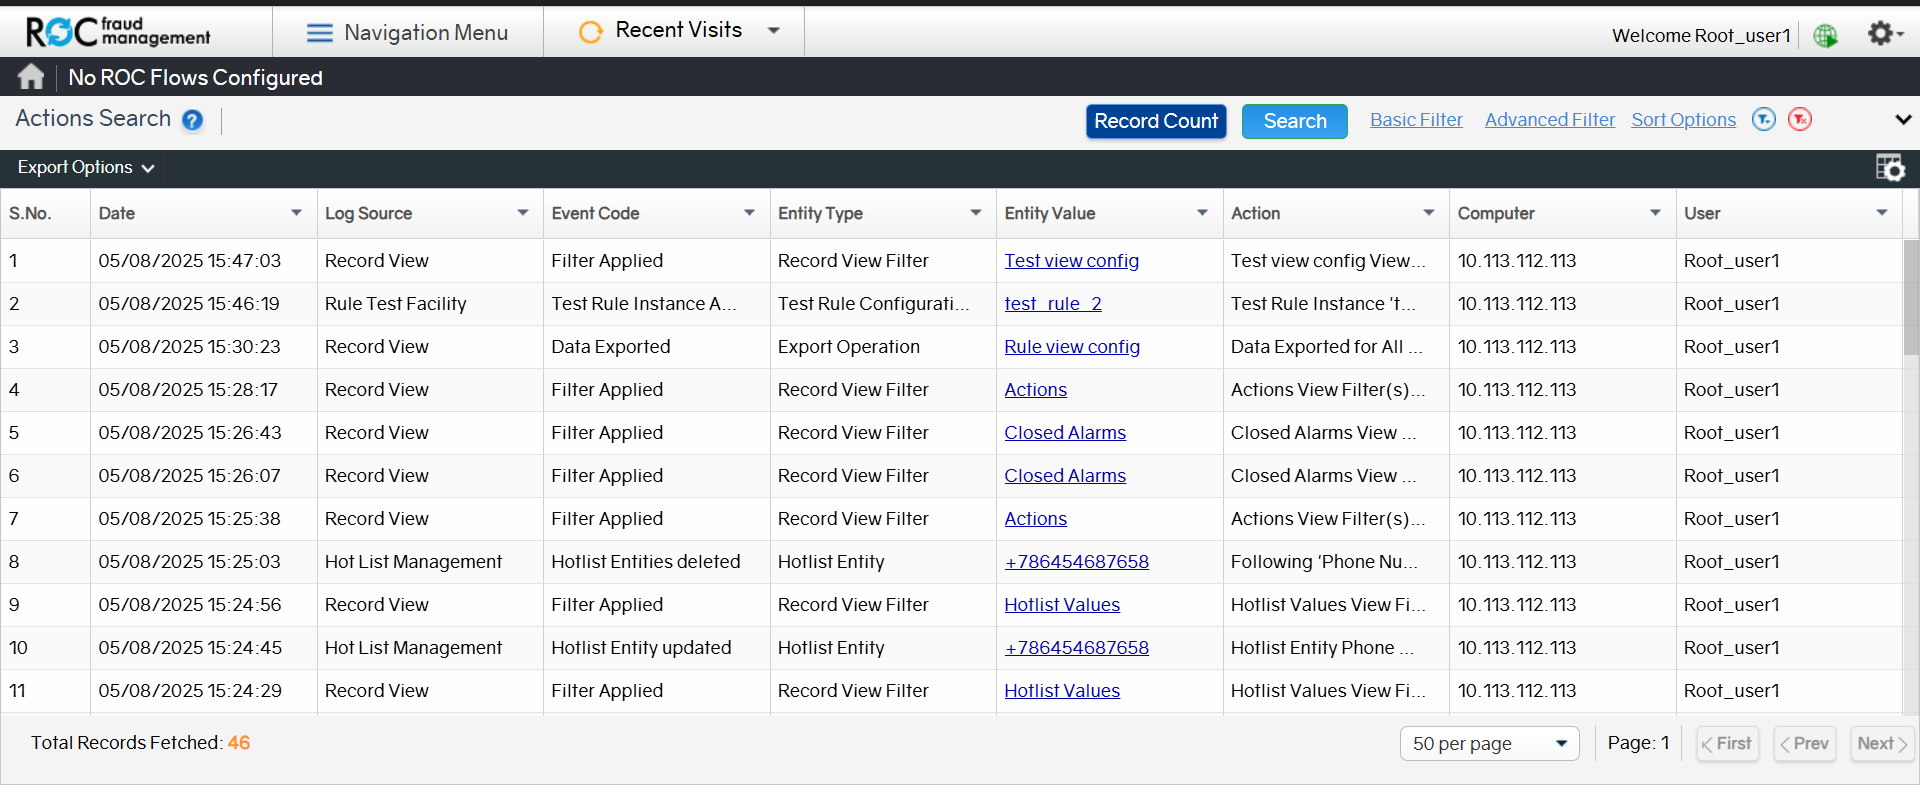 ROC fraud management
Navigation Menu
Recent Visits
Welcome Root_user1
No ROC Flows Configured
Actions Search ?
Record Count Search Basic Filter Advanced Filter Sort Options
Export Options
S.No. Date Log Source Event Code Entity Type Entity Value Action Computer User
1 05/08/2025 15:47:03 Record View Filter Applied Record View Filter Test view config Test view config View... 10.113.112.113 Root_user1
2 05/08/2025 15:46:19 Rule Test Facility Test Rule Instance A... Test Rule Configurati... test_rule_2 Test Rule Instance 't... 10.113.112.113 Root_user1
3 05/08/2025 15:30:23 Record View Data Exported Export Operation Rule view config Data Exported for All ... 10.113.112.113 Root_user1
4 05/08/2025 15:28:17 Record View Filter Applied Record View Filter Actions Actions View Filter(s)... 10.113.112.113 Root_user1
5 05/08/2025 15:26:43 Record View Filter Applied Record View Filter Closed Alarms Closed Alarms View ... 10.113.112.113 Root_user1
6 05/08/2025 15:26:07 Record View Filter Applied Record View Filter Closed Alarms Closed Alarms View ... 10.113.112.113 Root_user1
7 05/08/2025 15:25:38 Record View Filter Applied Record View Filter Actions Actions View Filter(s)... 10.113.112.113 Root_user1
8 05/08/2025 15:25:03 Hot List Management Hotlist Entities deleted Hotlist Entity +786454687658 Following 'Phone Nu... 10.113.112.113 Root_user1
9 05/08/2025 15:24:56 Record View Filter Applied Record View Filter Hotlist Values Hotlist Values View Fi... 10.113.112.113 Root_user1
10 05/08/2025 15:24:45 Hot List Management Hotlist Entity updated Hotlist Entity +786454687658 Hotlist Entity Phone ... 10.113.112.113 Root_user1
11 05/08/2025 15:24:29 Record View Filter Applied Record View Filter Hotlist Values Hotlist Values View Fi... 10.113.112.113 Root_user1
Total Records Fetched: 46
50 per page Page: 1 First Prev Next